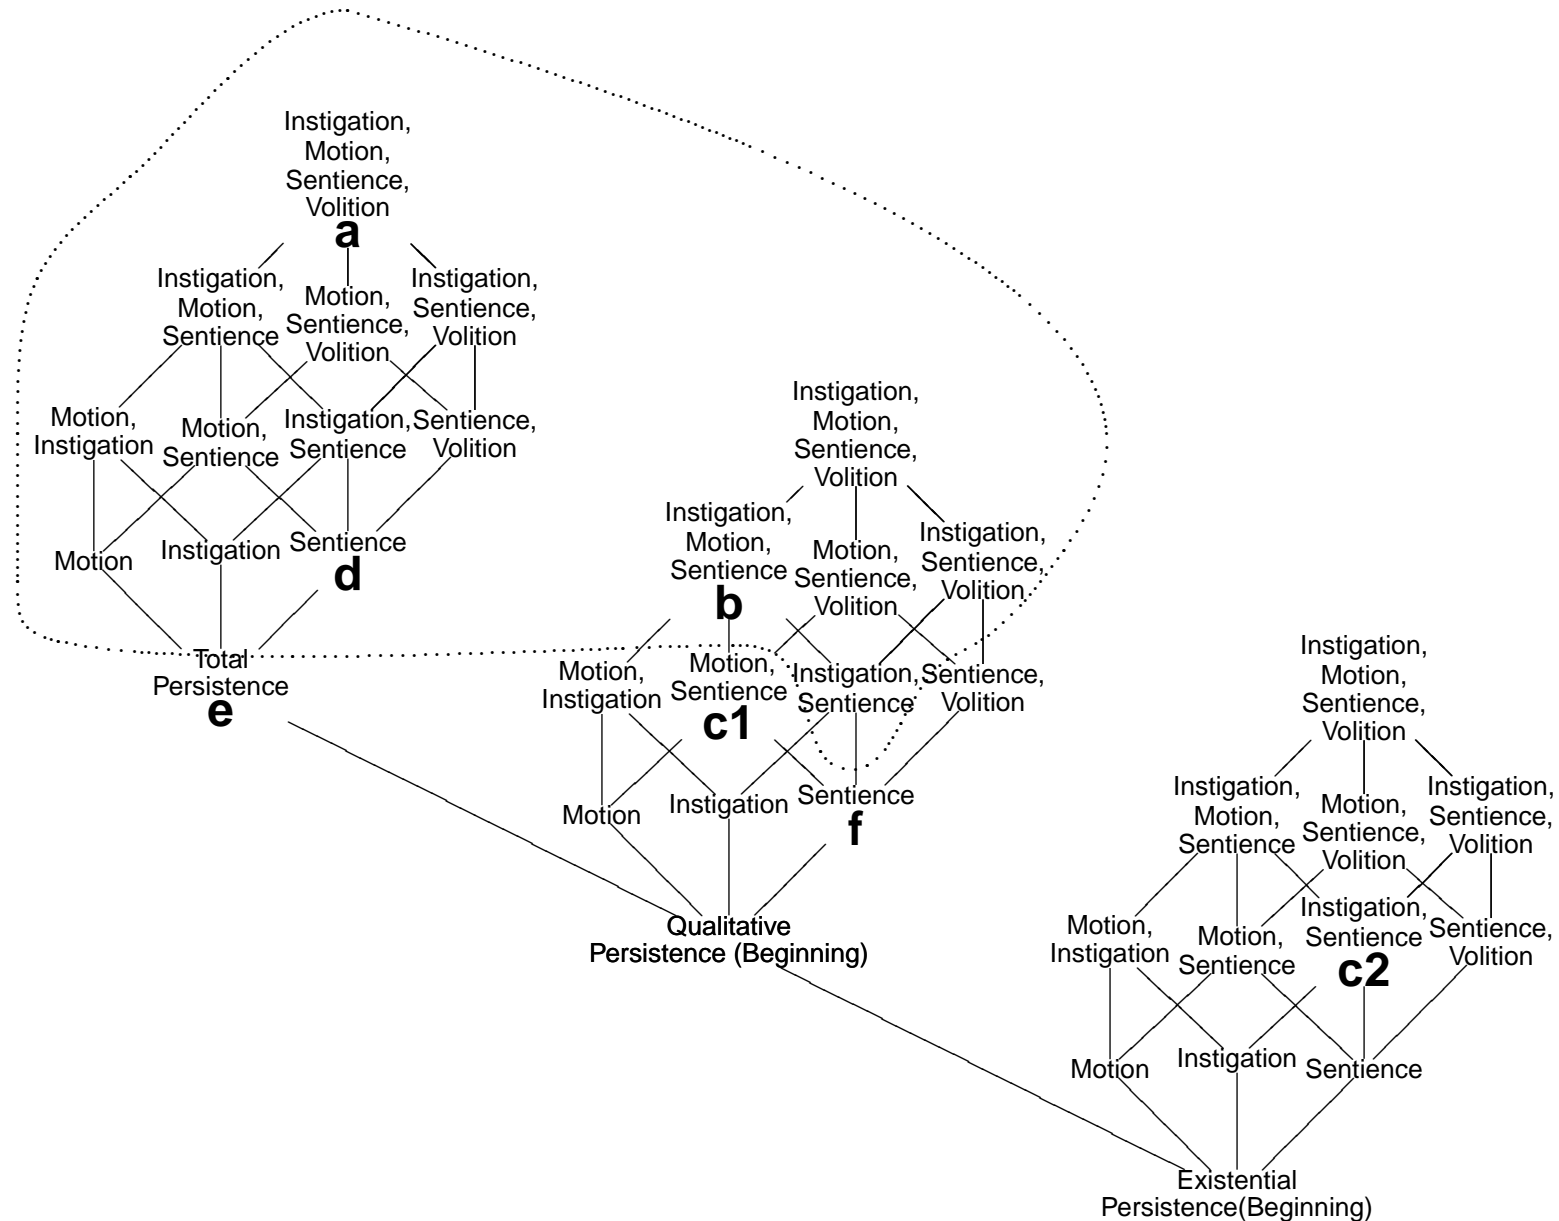 Instigation,
Motion,
Sentience,
Volition
a
Instigation,
Motion,
Sentience
Motion,
Sentience,
Volition
Instigation,
Sentience,
Volition
Motion,
Instigation
Motion,
Sentience
Instigation,
Sentience
Sentience,
Volition
Motion
Instigation
Sentience
d
Total
Persistence
e
Instigation,
Motion,
Sentience,
Volition
Instigation,
Motion,
Sentience
b
Motion,
Sentience,
Volition
Instigation,
Sentience,
Volition
Motion,
Instigation
Motion,
Sentience
c1
Instigation,
Sentience
Sentience,
Volition
Motion
Instigation
Sentience
f
Qualitative
Persistence (Beginning)
Instigation,
Motion,
Sentience,
Volition
Instigation,
Motion,
Sentience
Motion,
Sentience,
Volition
Instigation,
Sentience,
Volition
Motion,
Instigation
Motion,
Sentience
Instigation,
Sentience
c2
Sentience,
Volition
Motion
Instigation
Sentience
Existential
Persistence(Beginning)